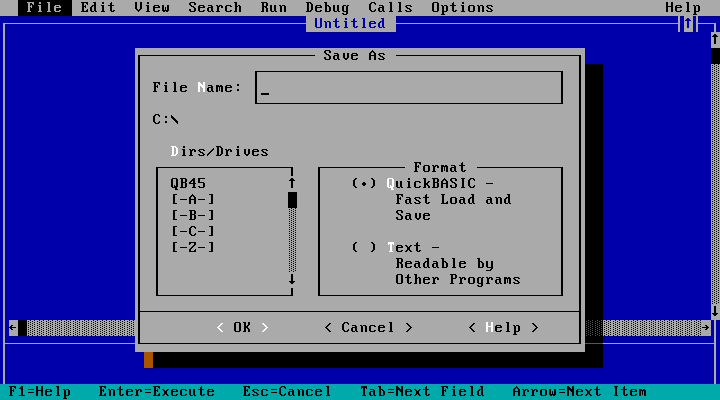 File Edit View Search Run Debug Calls Options Help
Untitled
Save As
File Name: _
C:\
Dirs/Drives
QB45
[-A-]
[-B-]
[-C-]
[-Z-]
Format
(•) QuickBASIC -
Fast Load and
Save
( ) Text -
Readable by
Other Programs
< OK > < Cancel > < Help >
F1=Help Enter=Execute Esc=Cancel Tab=Next Field Arrow=Next Item